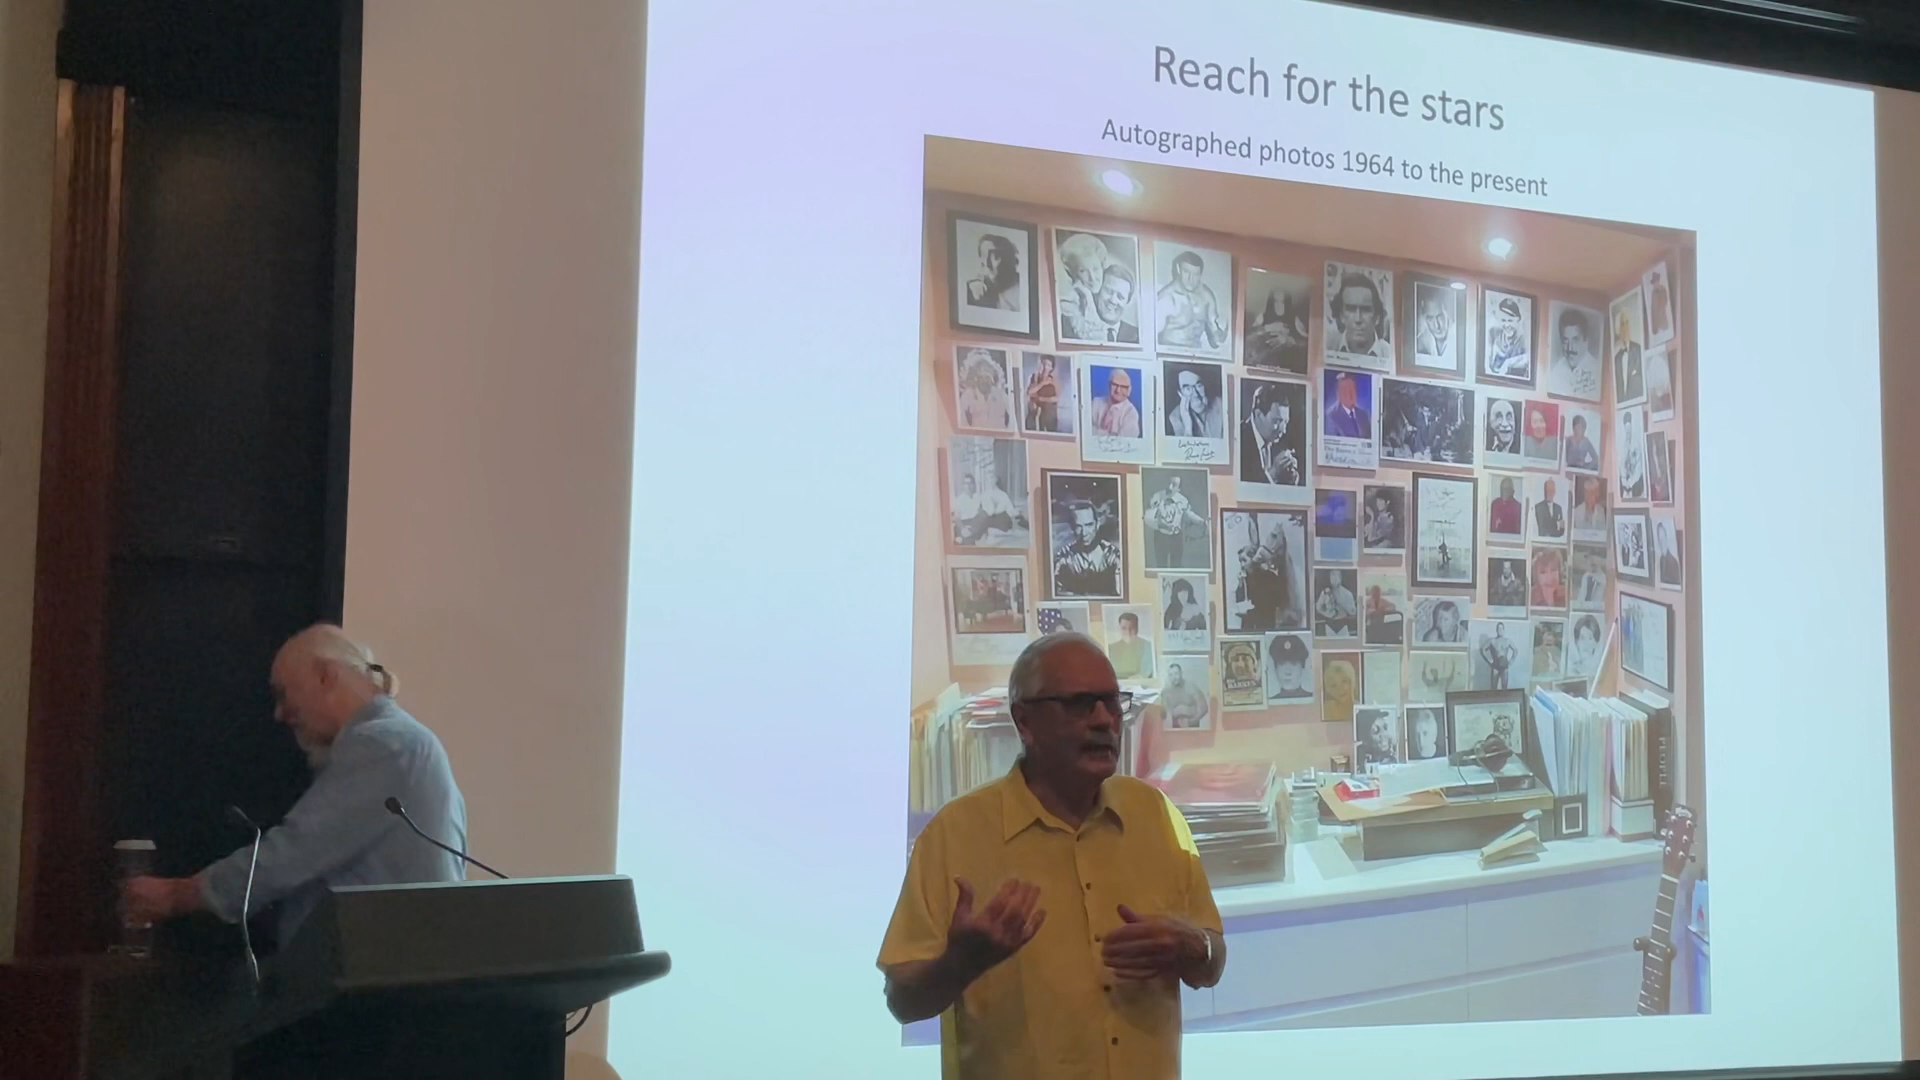 Reach for the stars
Autographed photos 1964 to the present